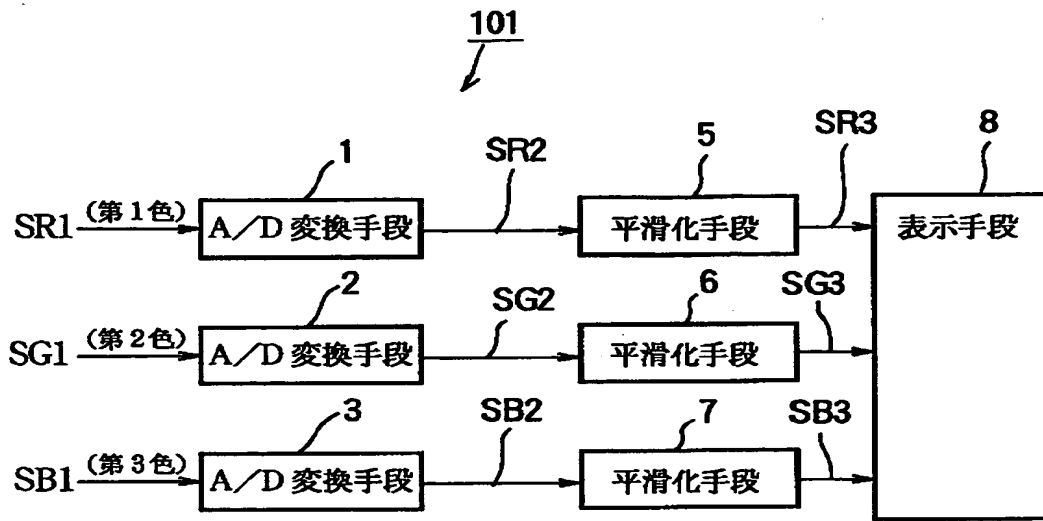 101
1
SR2
5
SR3
8
SR1
(第1色)
A/D 変換手段
平滑化手段
表示手段
2
SG2
6
SG3
SG1
(第2色)
A/D 変換手段
平滑化手段
3
SB2
7
SB3
SB1
(第3色)
A/D 変換手段
平滑化手段